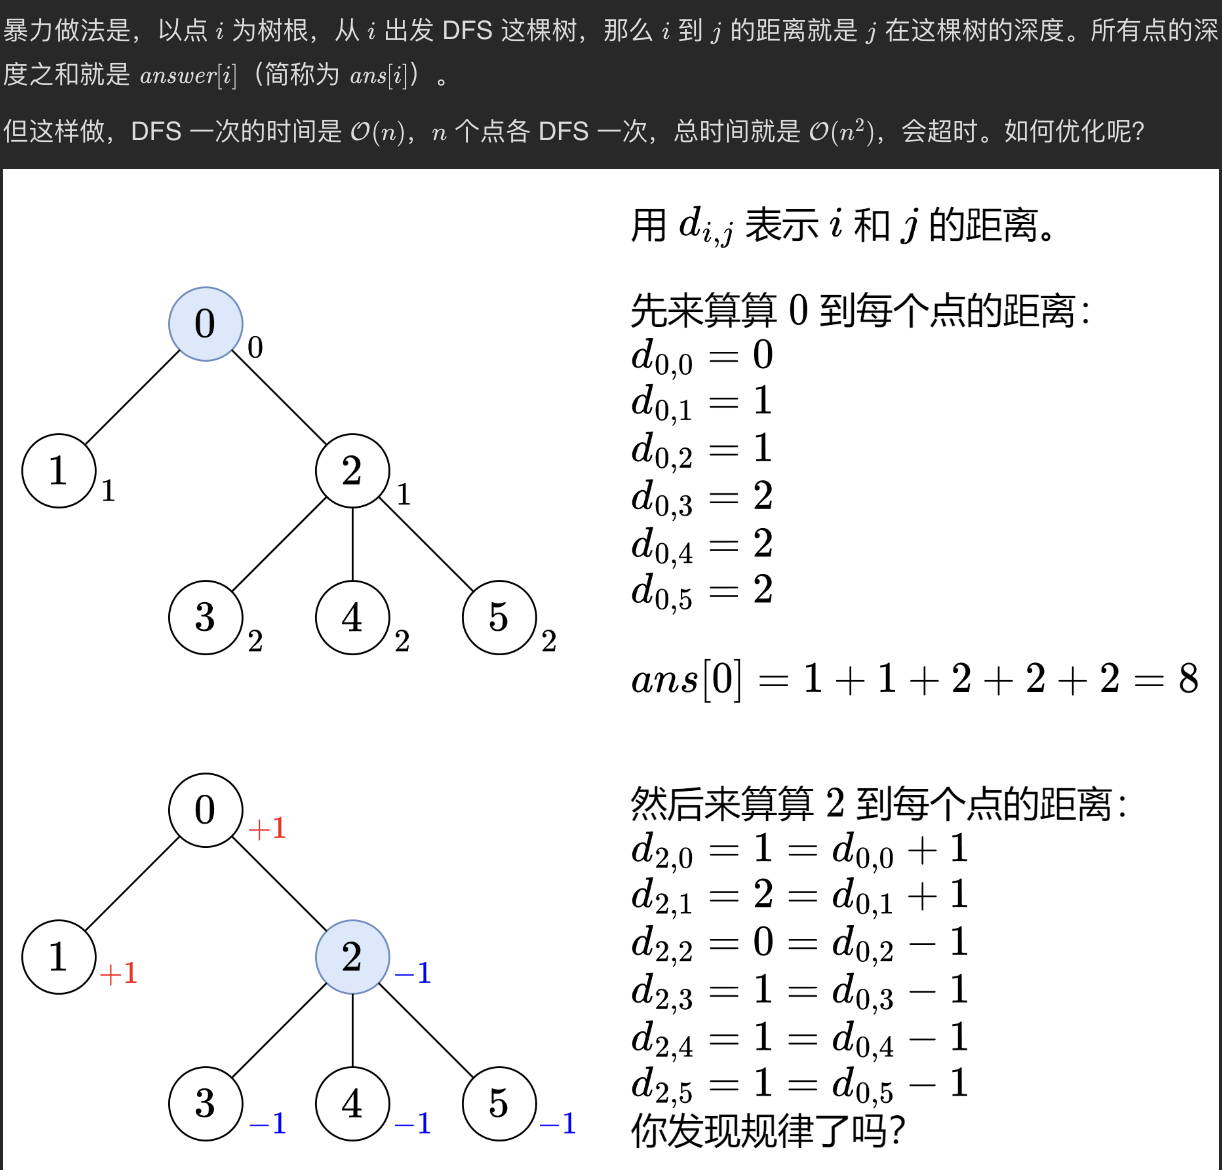 暴力做法是，以点 i 为树根，从 i 出发 DFS 这棵树，那么 i 到 j 的距离就是 j 在这棵树的深度。所有点的深
度之和就是 answer[i]（简称为 ans[i]）。
但这样做，DFS 一次的时间是 O(n)，n 个点各 DFS 一次，总时间就是 O(n²)，会超时。如何优化呢？
用 d_{i,j} 表示 i 和 j 的距离。
先来算算 0 到每个点的距离：
d_{0,0} = 0
d_{0,1} = 1
d_{0,2} = 1
d_{0,3} = 2
d_{0,4} = 2
d_{0,5} = 2
ans[0] = 1 + 1 + 2 + 2 + 2 = 8
0 0
1 1
2 1
3 2
4 2
5 2
然后来算算 2 到每个点的距离：
d_{2,0} = 1 = d_{0,0} + 1
d_{2,1} = 2 = d_{0,1} + 1
d_{2,2} = 0 = d_{0,2} − 1
d_{2,3} = 1 = d_{0,3} − 1
d_{2,4} = 1 = d_{0,4} − 1
d_{2,5} = 1 = d_{0,5} − 1
你发现规律了吗？
0 +1
1 +1
2 −1
3 −1
4 −1
5 −1